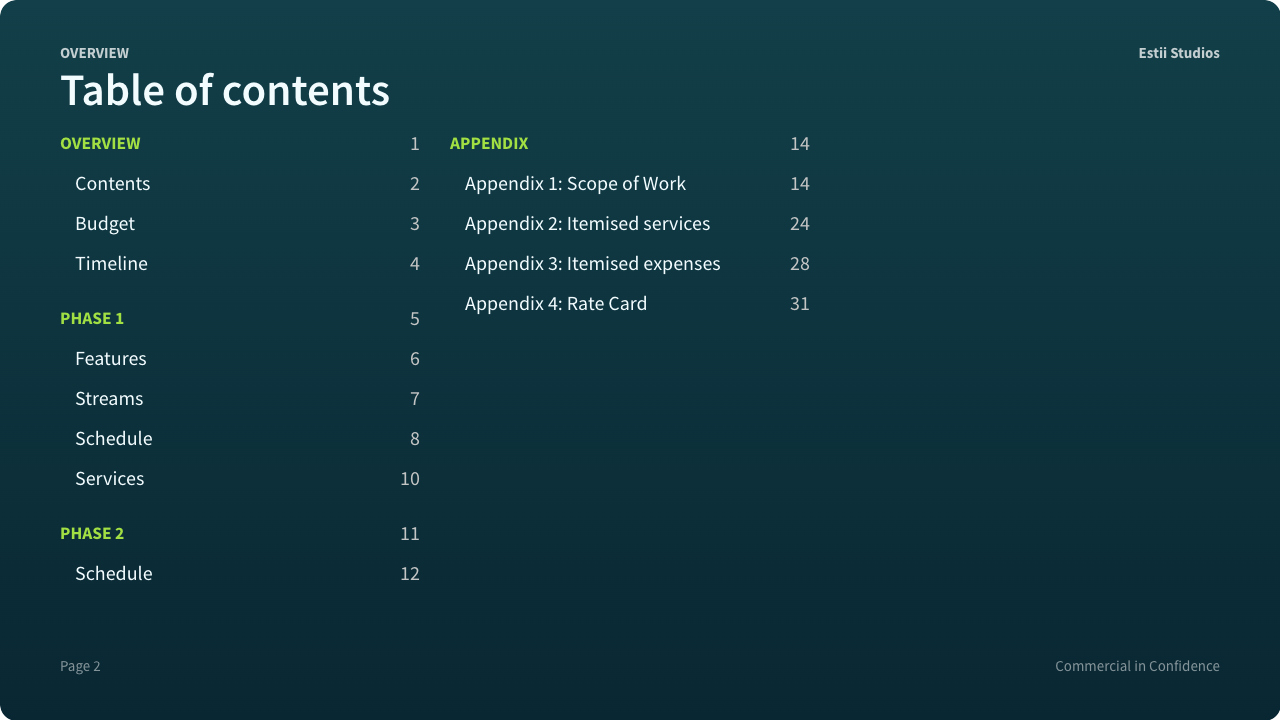 OVERVIEW
Estii Studios
Table of contents
OVERVIEW 1
Contents 2
Budget 3
Timeline 4
PHASE 1 5
Features 6
Streams 7
Schedule 8
Services 10
PHASE 2 11
Schedule 12
APPENDIX 14
Appendix 1: Scope of Work 14
Appendix 2: Itemised services 24
Appendix 3: Itemised expenses 28
Appendix 4: Rate Card 31
Page 2
Commercial in Confidence